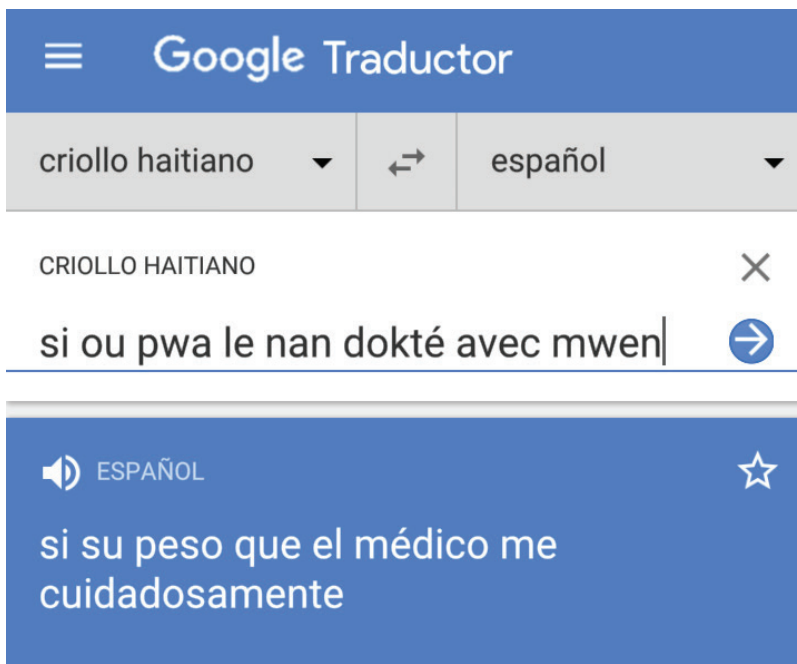 Google Traductor
criollo haitiano español
CRIOLLO HAITIANO
si ou pwa le nan dokté avec mwen
ESPAÑOL
si su peso que el médico me
cuidadosamente